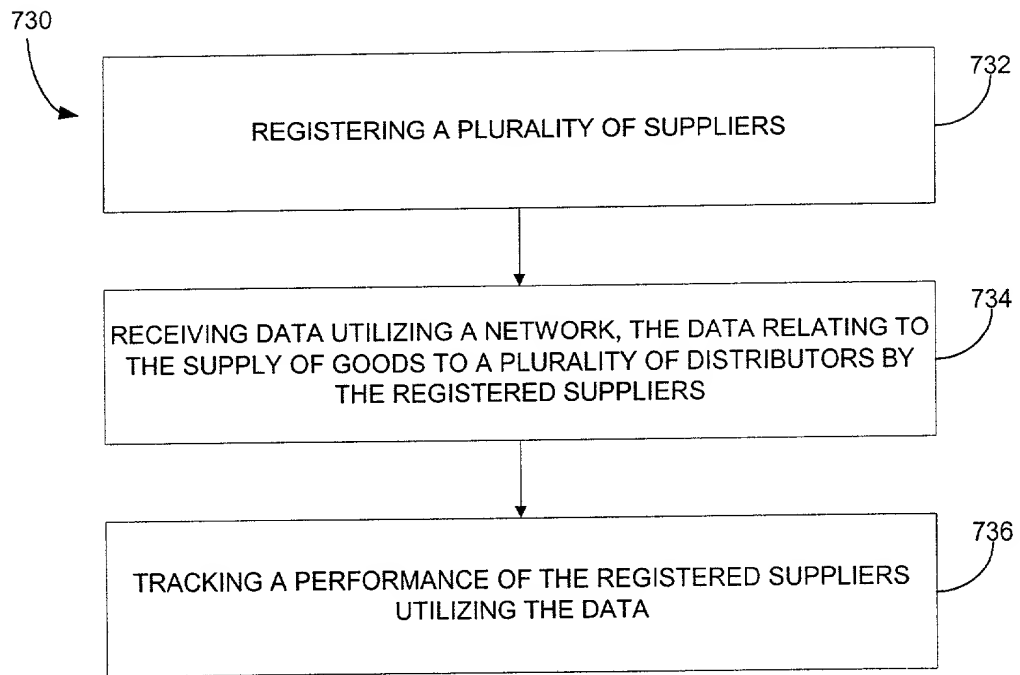 730
732
REGISTERING A PLURALITY OF SUPPLIERS
734
RECEIVING DATA UTILIZING A NETWORK, THE DATA RELATING TO
THE SUPPLY OF GOODS TO A PLURALITY OF DISTRIBUTORS BY
THE REGISTERED SUPPLIERS
736
TRACKING A PERFORMANCE OF THE REGISTERED SUPPLIERS
UTILIZING THE DATA